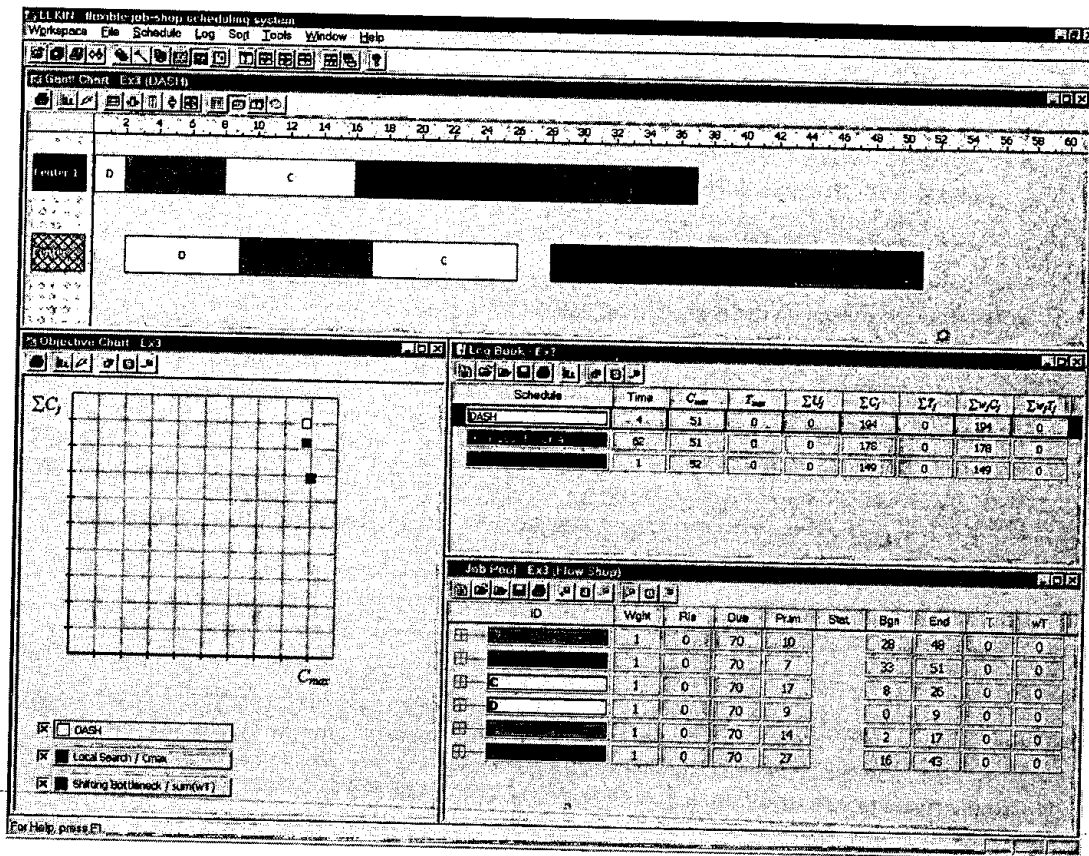 flexible job-shop scheduling system
Workspace File Schedule Log Sort Tools Window Help
Gantt Chart - Ex3 (DASH)
2 4 6 8 10 12 14 16 18 20 22 24 26 28 30 32 34 36 38 40 42 44 46 48 50 52 54 56 58 60
Center 1 D C
D C
Objective Chart - Ex3
ΣCj
Cmax
DASH
Local Search / Cmax
Shifting Bottleneck / sum(wT)
Log Book - Ex3
Schedule Time Cmax Tmax ΣUj ΣCj ΣTj ΣwjCj ΣwjTj
DASH 4 51 0 0 194 0 194 0
62 51 0 0 178 0 178 0
1 52 0 0 149 0 149 0
Job Pool - Ex3 (Flow Shop)
ID Wght Rls Due Pr.tm Stat Bgn End T wT
1 0 70 10 28 48 0 0
1 0 70 7 33 51 0 0
C 1 0 70 17 8 26 0 0
D 1 0 70 9 0 9 0 0
1 0 70 14 2 17 0 0
1 0 70 27 16 43 0 0
For Help, press F1